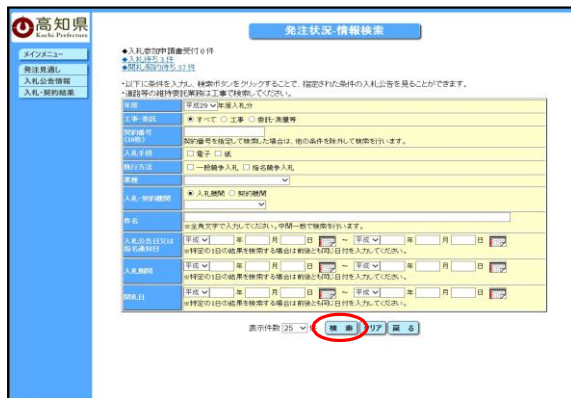 高知県
Kochi Prefecture
発注状況-情報検索
メインメニュー
発注見通し
入札公告情報
入札・契約結果
◆入札参加申請書受付0件
◆入札待ち3件
◆開札/契約待ち37件
・以下に条件を入力し、検索ボタンをクリックすることで、指定された条件の入札公告を見ることができます。
・道路等の維持委託業務は工事で検索してください。
年度 平成29 年度入札分
工事・委託 すべて 工事 委託・測量等
契約番号(10桁)
契約番号を指定して検索した場合は、他の条件を除外して検索を行います。
入札手段 電子 紙
執行方法 一般競争入札 指名競争入札
業種
入札/契約機関 入札機関 契約機関
件名
※全角文字で入力してください。中間一致で検索を行います。
入札公告日又は指名通知日 平成 年 月 日 ～ 平成 年 月 日
※特定の1日の結果を検索する場合は前後とも同じ日付を入力してください。
入札期間 平成 年 月 日 ～ 平成 年 月 日
※特定の1日の結果を検索する場合は前後とも同じ日付を入力してください。
開札日 平成 年 月 日 ～ 平成 年 月 日
※特定の1日の結果を検索する場合は前後とも同じ日付を入力してください。
表示件数 25 件 検 索 クリア 戻 る